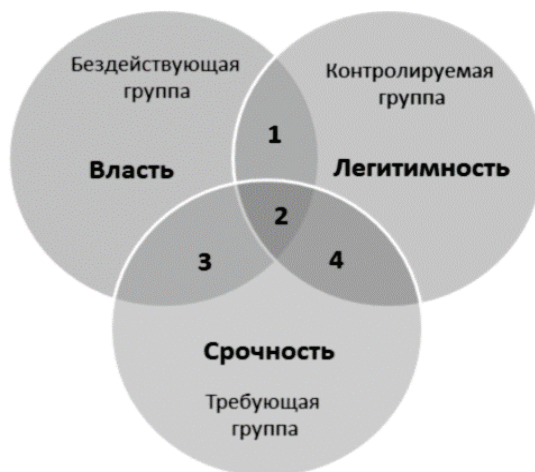 Бездействующая
группа
Власть
Контролируемая
группа
Легитимность
1
2
3
4
Срочность
Требующая
группа